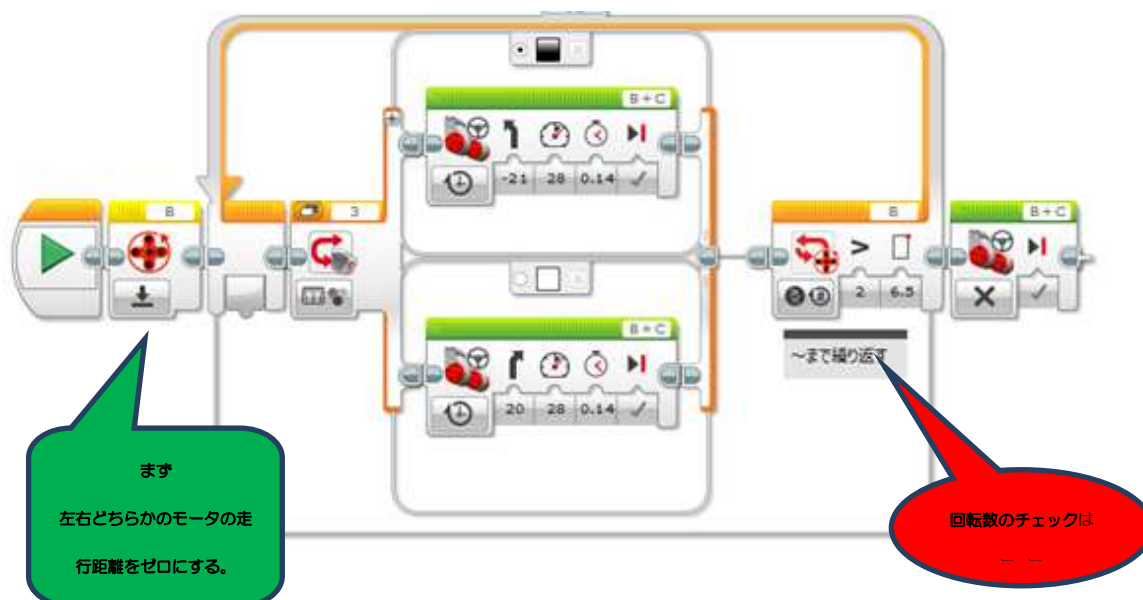 B+C
-21 28 0.14
B
3
B
B+C
> 
2 6.5
～まで繰り返す
B+C
20 28 0.14
まず
左右どちらかのモータの走
行距離をゼロにする。
回転数のチェックは